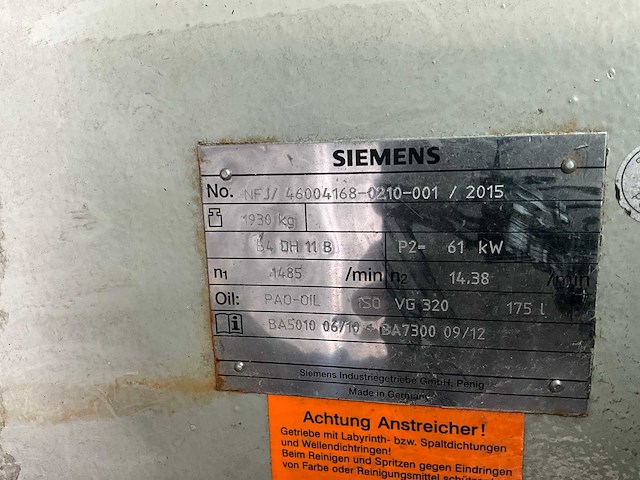 SIEMENS
No. NFJ/ 46004168-0210-001 / 2015
1930 kg
B4 DH 11 B P2= 61 kW
n1 1485 /min n2 14.38 /min
Oil: PAO-OIL ISO VG 320 175 l
BA5010 06/10 + BA7300 09/12
Siemens Industriegetriebe GmbH, Penig
Made in Germany
Achtung Anstreicher!
Getriebe mit Labyrinth- bzw. Spaltdichtungen
und Wellendichtringen!
Beim Reinigen und Spritzen gegen Eindringen
von Farbe oder Reinigungsmittel